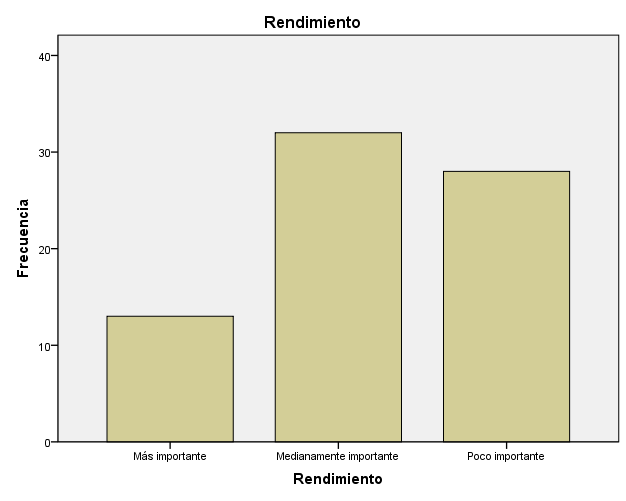 Rendimiento
40
30
20
10
0
Frecuencia
Más importante
Medianamente importante
Poco importante
Rendimiento